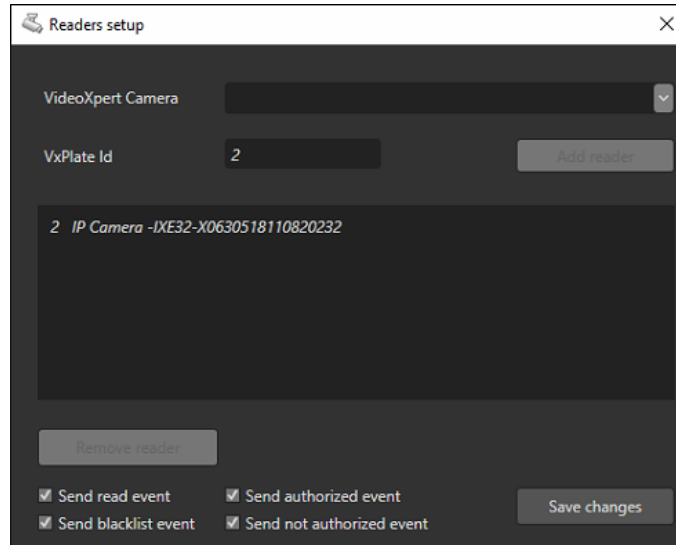 Readers setup
VideoXpert Camera
VxPlate Id 2 Add reader
2 IP Camera -IXE32-X0630518110820232
Remove reader
Send read event Send authorized event
Save changes
Send blacklist event Send not authorized event